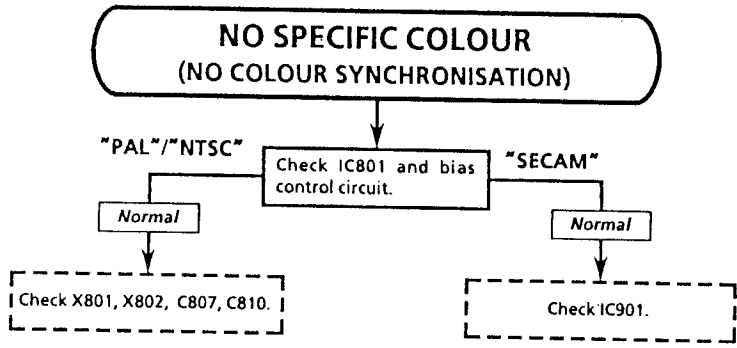 NO SPECIFIC COLOUR
(NO COLOUR SYNCHRONISATION)
"PAL"/"NTSC"
Check IC801 and bias
control circuit.
"SECAM"
Normal
Normal
Check X801, X802, C807, C810.
Check IC901.